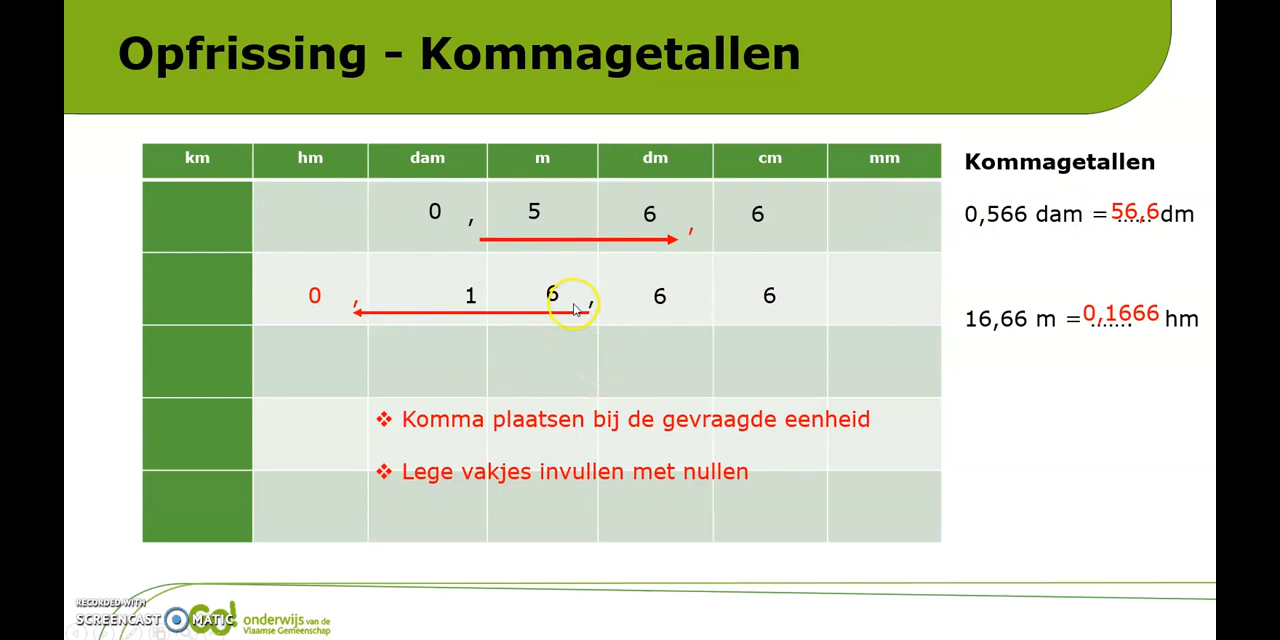 Opfrissing - Kommagetallen
km hm dam m dm cm mm
0 , 5 6 , 6
0 , 1 6 , 6 6
Kommagetallen
0,566 dam = 56,6 dm
16,66 m = 0,1666 hm
❖ Komma plaatsen bij de gevraagde eenheid
❖ Lege vakjes invullen met nullen
RECORDED WITH
SCREENCAST MATIC
GO! onderwijs van de
Vlaamse Gemeenschap